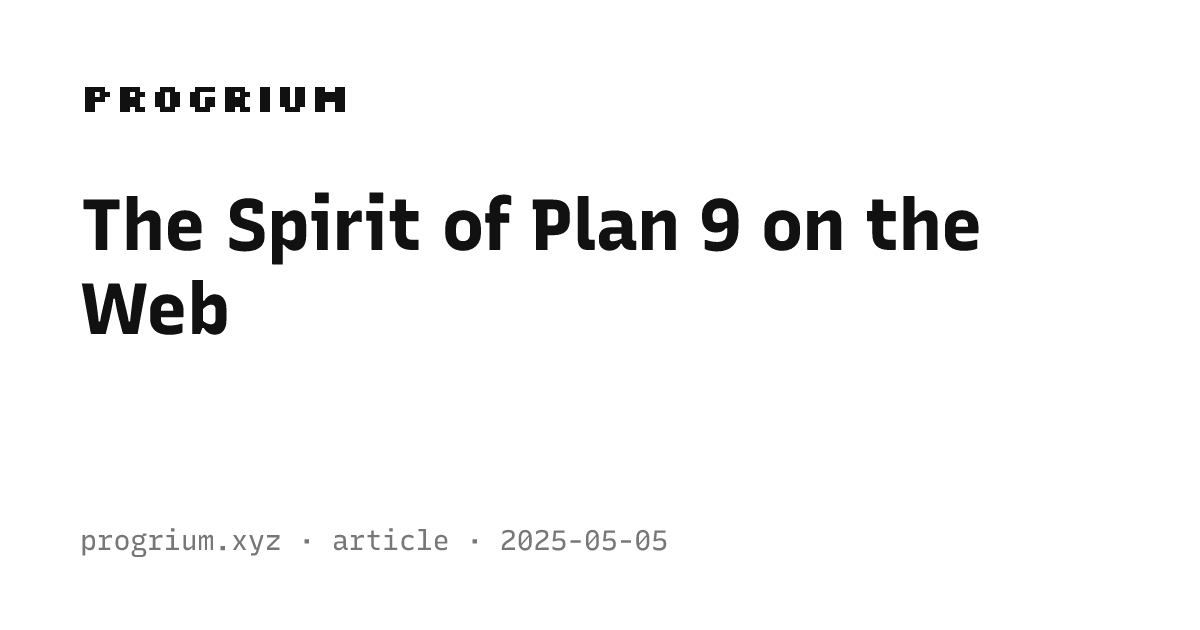 PROGRIUM
The Spirit of Plan 9 on the
Web
progrium.xyz · article · 2025-05-05